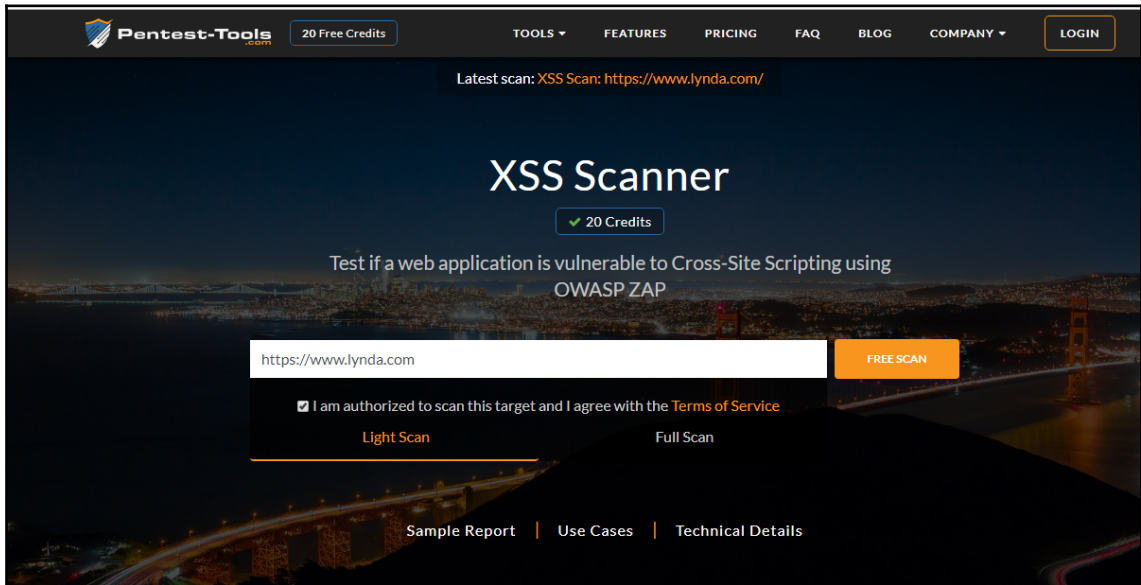 Pentest-Tools
.com
20 Free Credits
TOOLS
FEATURES
PRICING
FAQ
BLOG
COMPANY
LOGIN
Latest scan: XSS Scan: https://www.lynda.com/
XSS Scanner
20 Credits
Test if a web application is vulnerable to Cross-Site Scripting using
OWASP ZAP
https://www.lynda.com
FREE SCAN
I am authorized to scan this target and I agree with the Terms of Service
Light Scan
Full Scan
Sample Report | Use Cases | Technical Details